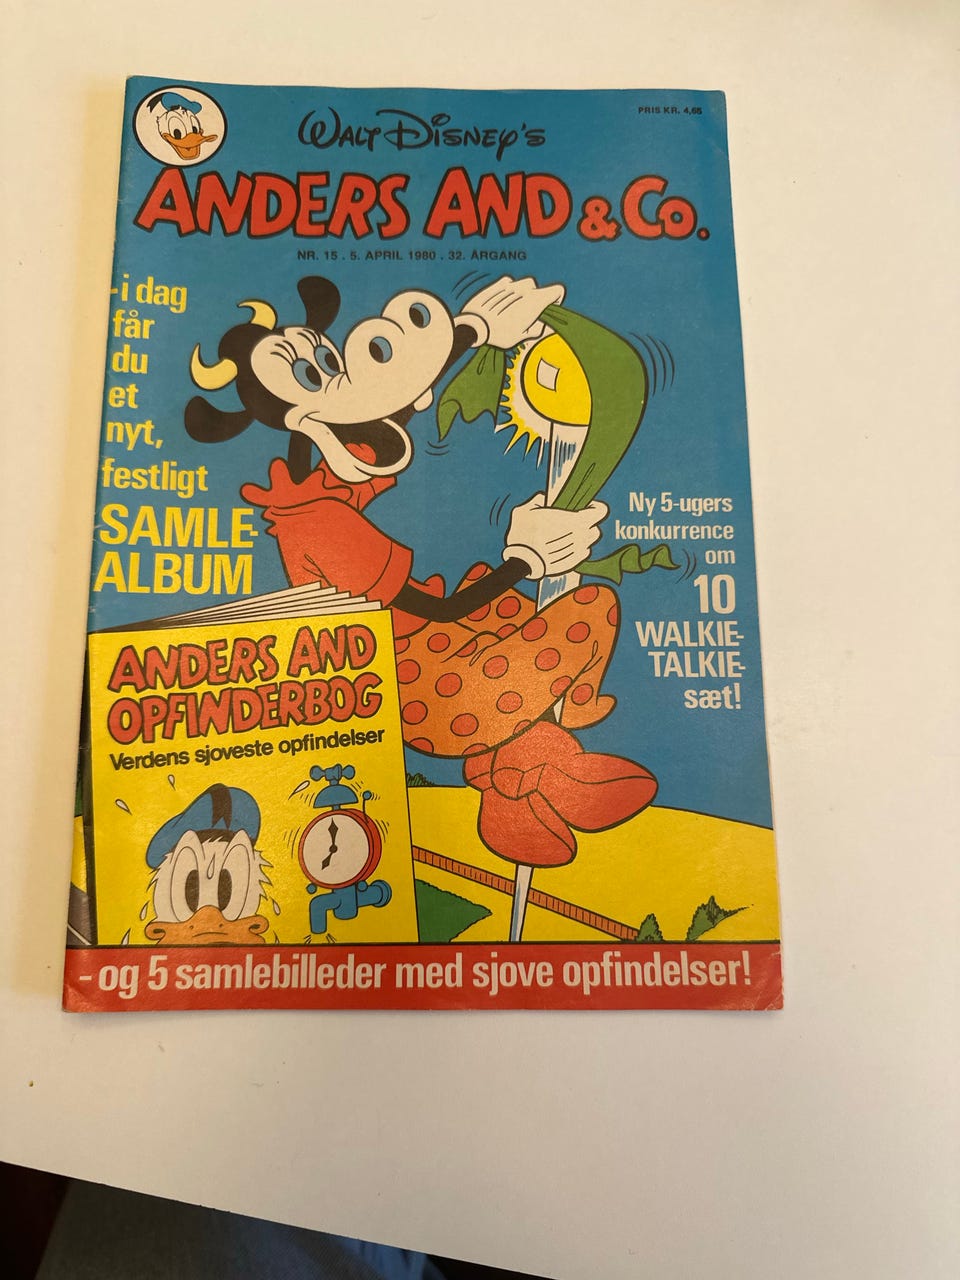 PRIS KR. 4,65
WALT DISNEY'S
ANDERS AND & CO.
NR. 15 . 5. APRIL 1980 . 32. ÅRGANG
- i dag
får
du
et
nyt,
festligt
SAMLE-
ALBUM
Ny 5-ugers
konkurrence
om
10
WALKIE-
TALKIE-
sæt!
ANDERS AND
OPFINDERBOG
Verdens sjoveste opfindelser
- og 5 samlebilleder med sjove opfindelser!